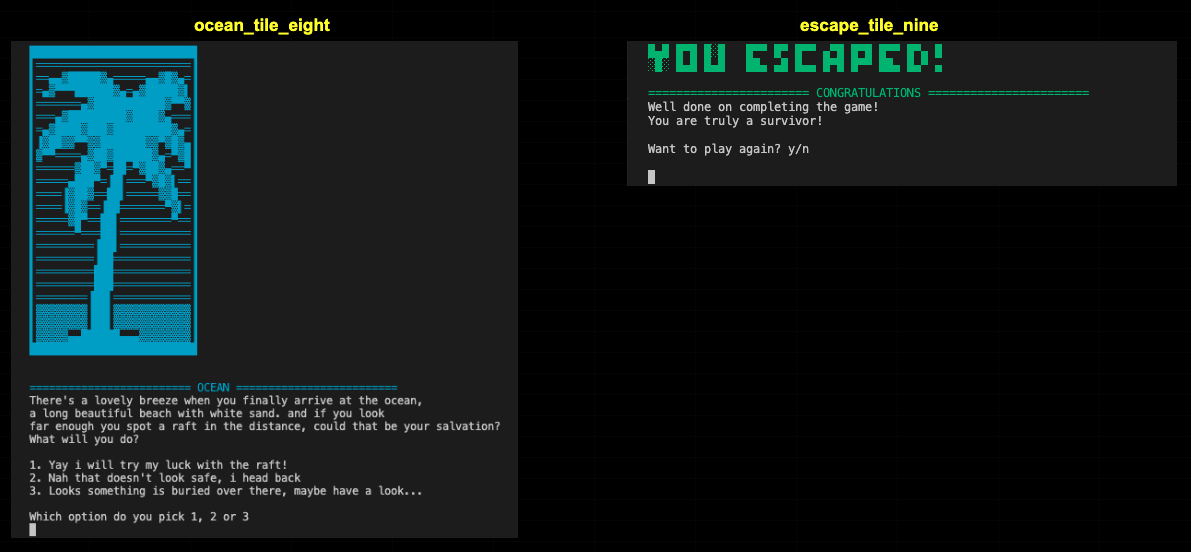 ocean_tile_eight
========================= OCEAN =========================
There's a lovely breeze when you finally arrive at the ocean,
a long beautiful beach with white sand. and if you look
far enough you spot a raft in the distance, could that be your salvation?
What will you do?
1. Yay i will try my luck with the raft!
2. Nah that doesn't look safe, i head back
3. Looks something is buried over there, maybe have a look...
Which option do you pick 1, 2 or 3
escape_tile_nine
YOU ESCAPED!
======================= CONGRATULATIONS =======================
Well done on completing the game!
You are truly a survivor!
Want to play again? y/n